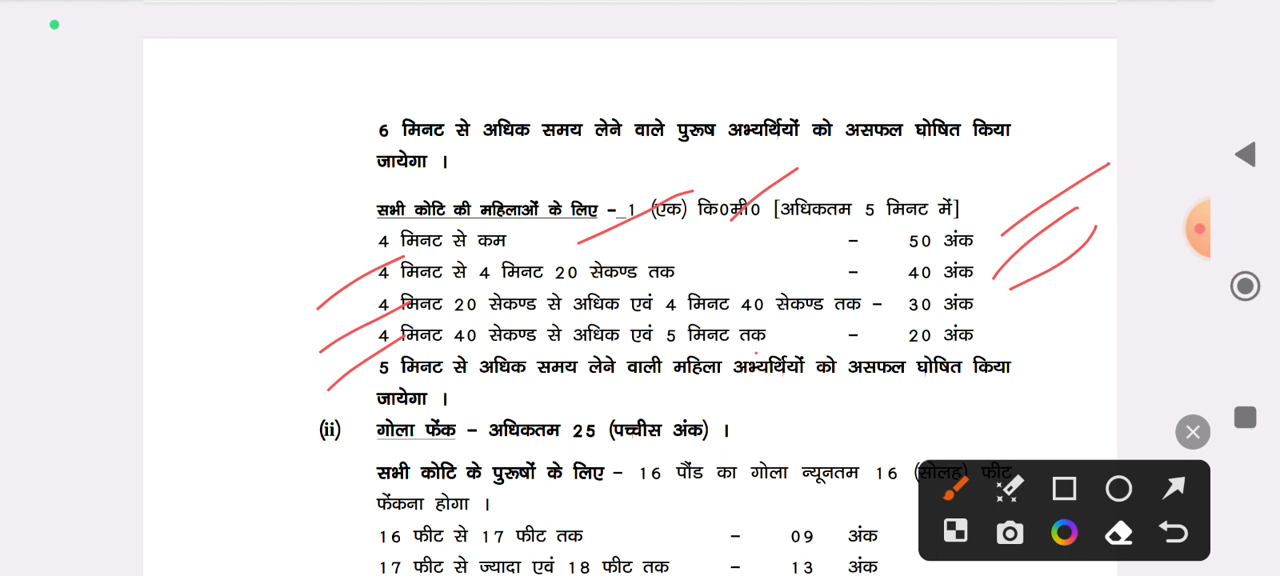 6 मिनट से अधिक समय लेने वाले पुरूष अभ्यर्थियों को असफल घोषित किया
जायेगा ।
सभी कोटि की महिलाओं के लिए – 1 (एक) कि0मी0 [अधिकतम 5 मिनट में]
4 मिनट से कम – 50 अंक
4 मिनट से 4 मिनट 20 सेकण्ड तक – 40 अंक
4 मिनट 20 सेकण्ड से अधिक एवं 4 मिनट 40 सेकण्ड तक – 30 अंक
4 मिनट 40 सेकण्ड से अधिक एवं 5 मिनट तक – 20 अंक
5 मिनट से अधिक समय लेने वाली महिला अभ्यर्थियों को असफल घोषित किया
जायेगा ।
(ii) गोला फेंक – अधिकतम 25 (पच्चीस अंक) ।
सभी कोटि के पुरूषों के लिए – 16 पौंड का गोला न्यूनतम 16 (सोलह) फीट
फेंकना होगा ।
16 फीट से 17 फीट तक – 09 अंक
17 फीट से ज्यादा एवं 18 फीट तक – 13 अंक